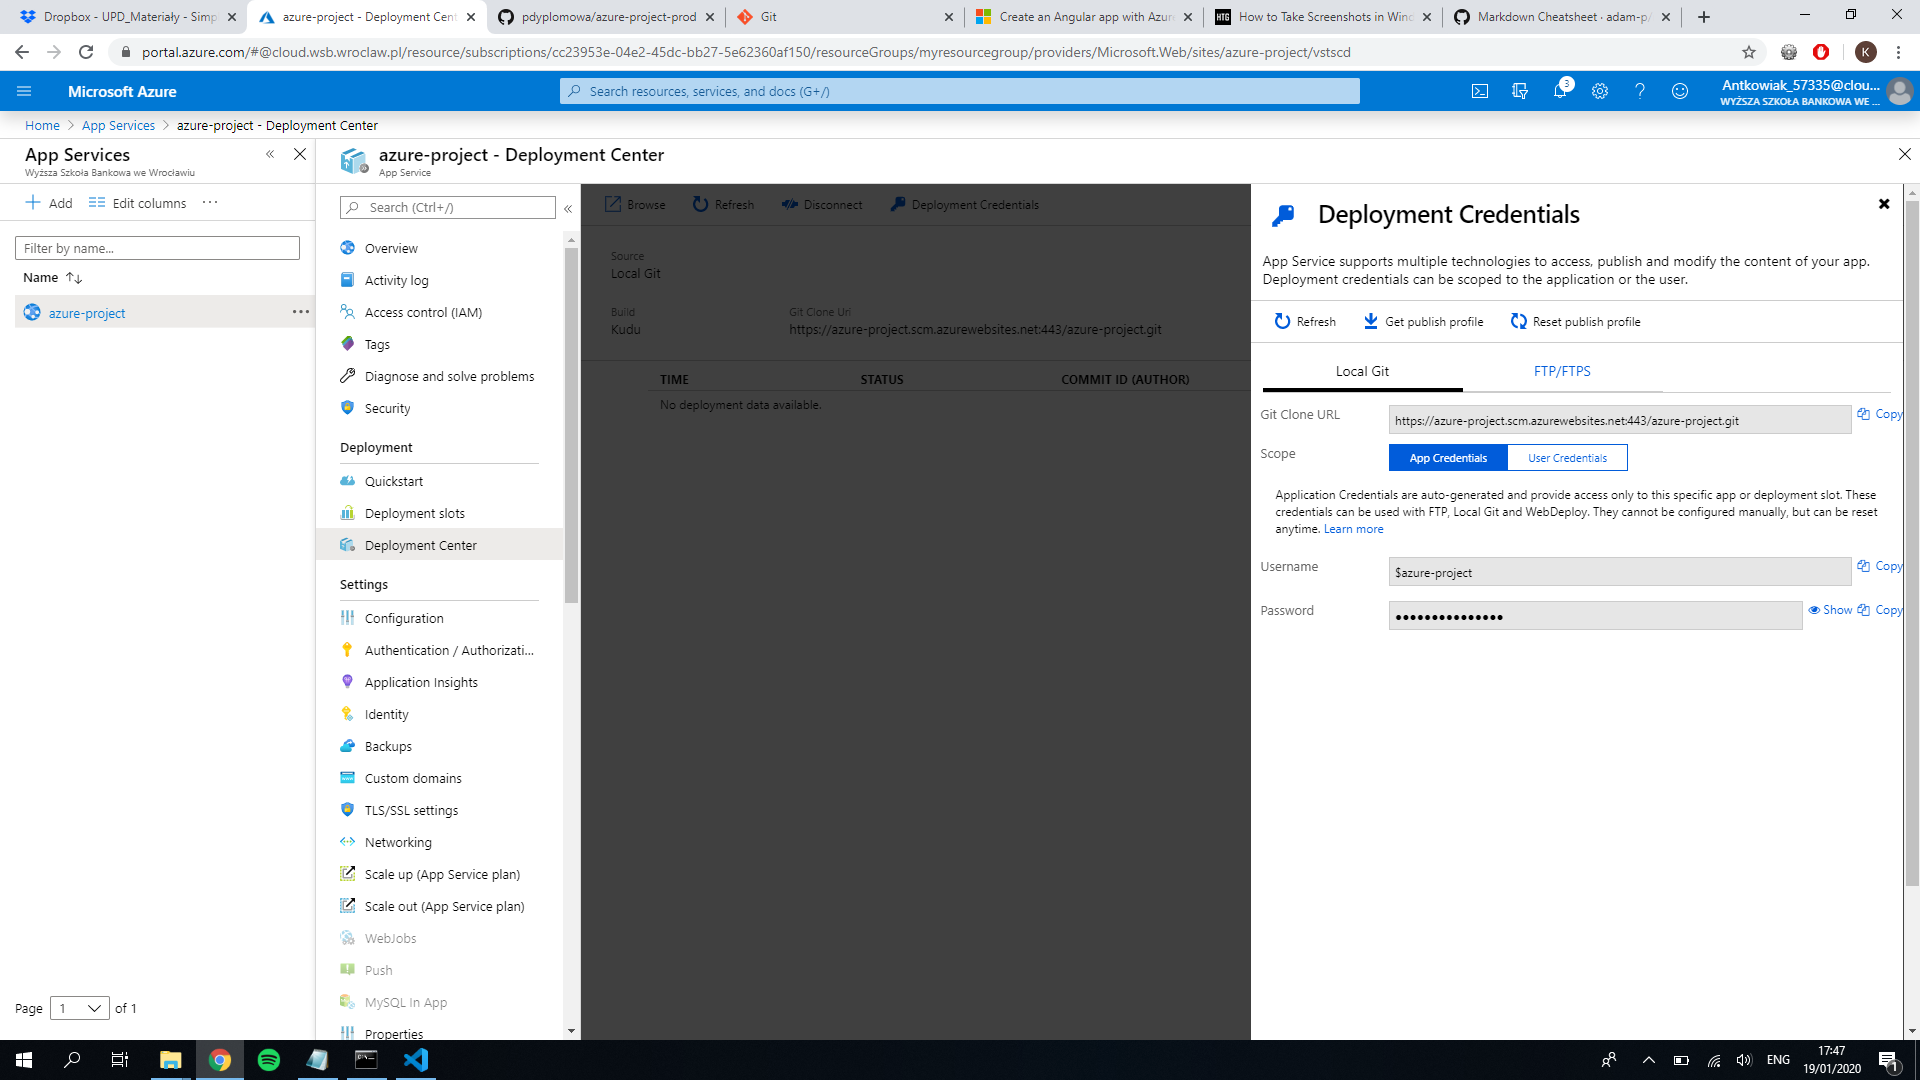 Dropbox - UPD_Materiały - Simpl
azure-project - Deployment Cent
pdyplomowa/azure-project-prod
Git
Create an Angular app with Azure
How to Take Screenshots in Wind
Markdown Cheatsheet · adam-p/
portal.azure.com/#@cloud.wsb.wroclaw.pl/resource/subscriptions/cc23953e-04e2-45dc-bb27-5e62360af150/resourceGroups/myresourcegroup/providers/Microsoft.Web/sites/azure-project/vstscd
K
Microsoft Azure
Search resources, services, and docs (G+/)
3
Antkowiak_57335@clou...
WYŻSZA SZKOŁA BANKOWA WE ...
Home > App Services > azure-project - Deployment Center
App Services
Wyższa Szkoła Bankowa we Wrocławiu
Add
Edit columns
Filter by name...
Name
azure-project
Page 1 of 1
azure-project - Deployment Center
App Service
Search (Ctrl+/)
Overview
Activity log
Access control (IAM)
Tags
Diagnose and solve problems
Security
Deployment
Quickstart
Deployment slots
Deployment Center
Settings
Configuration
Authentication / Authorizati...
Application Insights
Identity
Backups
Custom domains
TLS/SSL settings
Networking
Scale up (App Service plan)
Scale out (App Service plan)
WebJobs
Push
MySQL In App
Properties
Browse
Refresh
Disconnect
Deployment Credentials
Source
Local Git
Build
Kudu
Git Clone Url
https://azure-project.scm.azurewebsites.net:443/azure-project.git
TIME
STATUS
COMMIT ID (AUTHOR)
No deployment data available.
Deployment Credentials
App Service supports multiple technologies to access, publish and modify the content of your app.
Deployment credentials can be scoped to the application or the user.
Refresh
Get publish profile
Reset publish profile
Local Git
FTP/FTPS
Git Clone URL
https://azure-project.scm.azurewebsites.net:443/azure-project.git
Copy
Scope
App Credentials
User Credentials
Application Credentials are auto-generated and provide access only to this specific app or deployment slot. These
credentials can be used with FTP, Local Git and WebDeploy. They cannot be configured manually, but can be reset
anytime. Learn more
Username
$azure-project
Copy
Password
•••••••••••••••
Show
Copy
ENG
17:47
19/01/2020
1